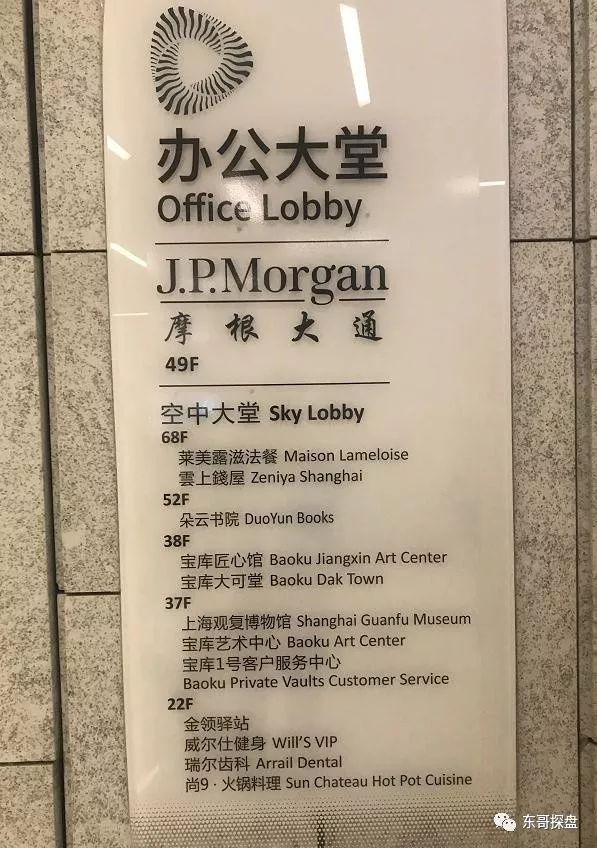 办公大堂
Office Lobby
J.P.Morgan
摩根大通
49F
空中大堂 Sky Lobby
68F
莱美露滋法餐 Maison Lameloise
雲上錢屋 Zeniya Shanghai
52F
朵云书院 DuoYun Books
38F
宝库匠心馆 Baoku Jiangxin Art Center
宝库大可堂 Baoku Dak Town
37F
上海观复博物馆 Shanghai Guanfu Museum
宝库艺术中心 Baoku Art Center
宝库1号客户服务中心
Baoku Private Vaults Customer Service
22F
金领驿站
威尔仕健身 Will'S VIP
瑞尔齿科 Arrail Dental
尚9·火锅料理 Sun Chateau Hot Pot Cuisine
东哥探盘